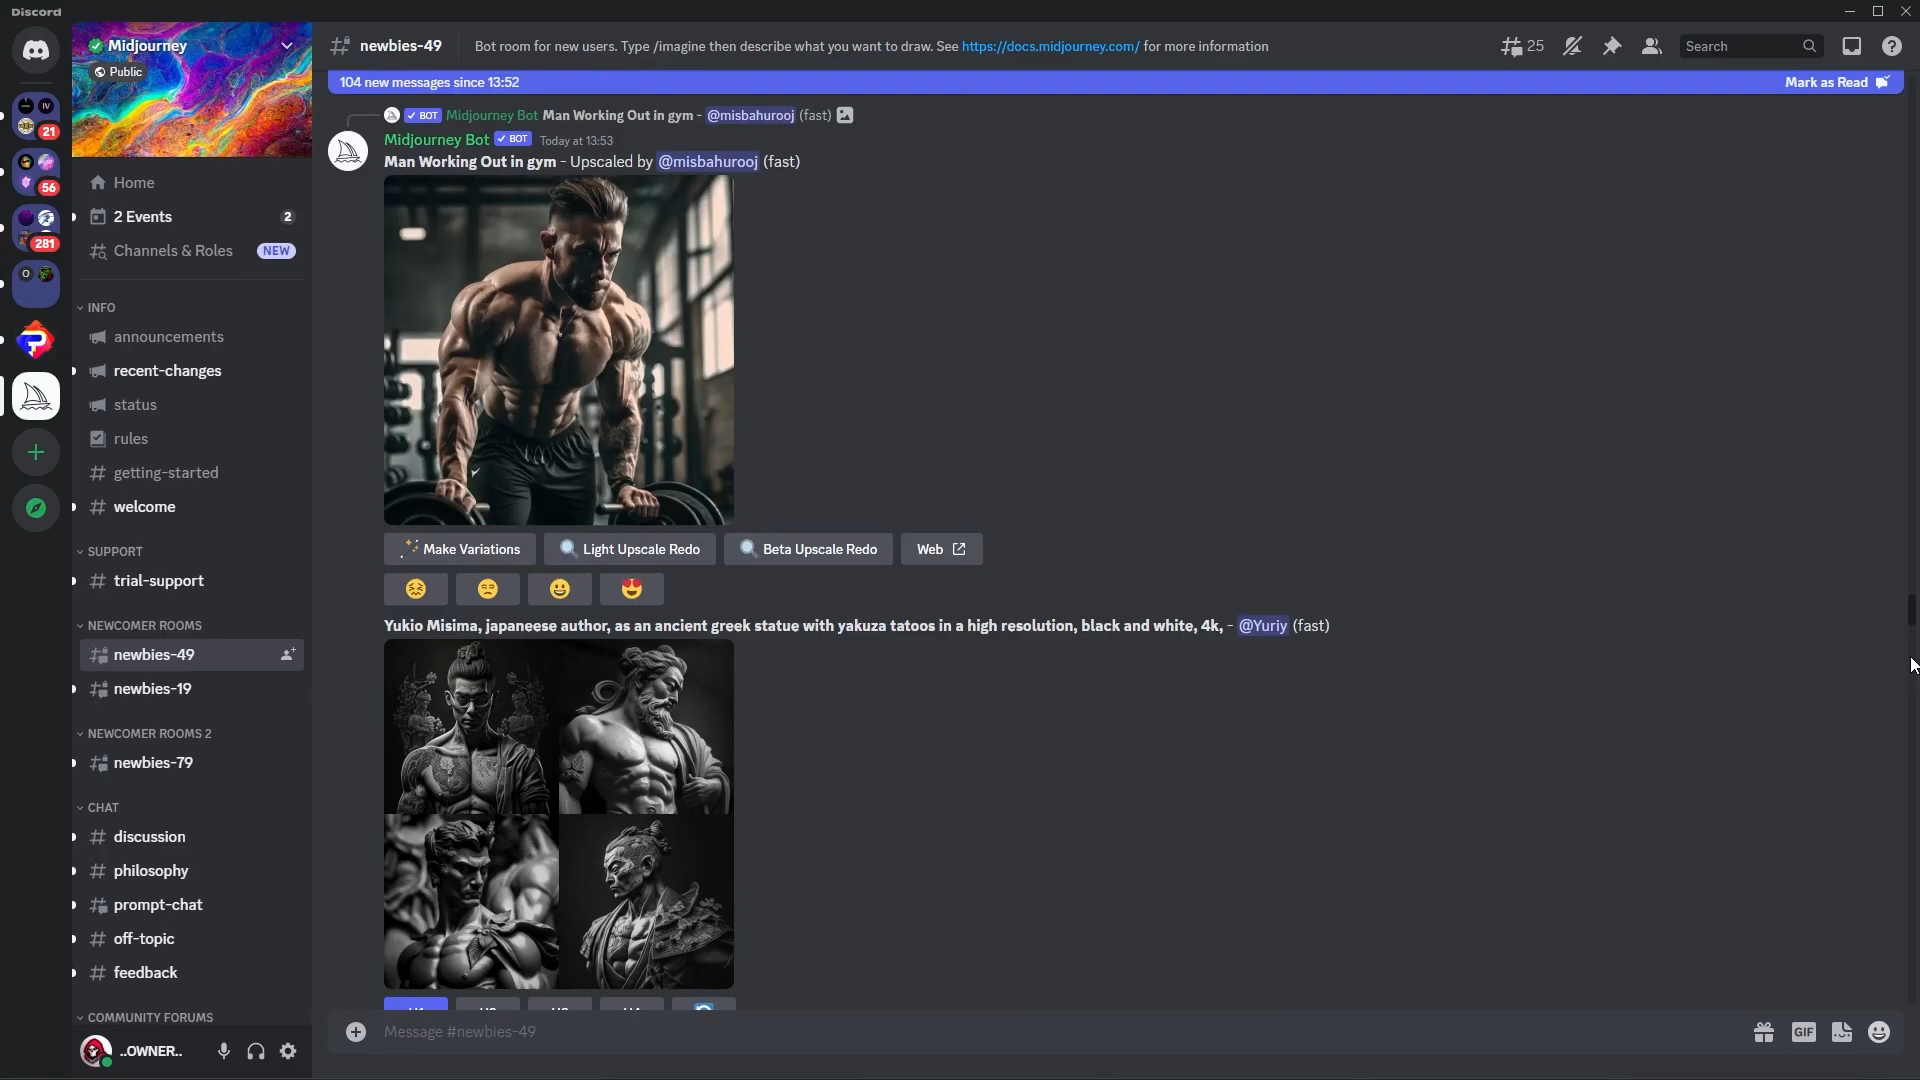 Discord
Midjourney
Public
Home
2 Events 2
Channels & Roles NEW
INFO
announcements
recent-changes
status
rules
getting-started
welcome
SUPPORT
trial-support
NEWCOMER ROOMS
newbies-49
newbies-19
NEWCOMER ROOMS 2
newbies-79
CHAT
discussion
philosophy
prompt-chat
off-topic
feedback
COMMUNITY FORUMS
..OWNER..
IV
21
56
281
O
newbies-49 Bot room for new users. Type /imagine then describe what you want to draw. See https://docs.midjourney.com/ for more information 25 Search
104 new messages since 13:52 Mark as Read
BOT Midjourney Bot Man Working Out in gym - @misbahurooj (fast)
Midjourney Bot BOT Today at 13:53
Man Working Out in gym - Upscaled by @misbahurooj (fast)
Make Variations Light Upscale Redo Beta Upscale Redo Web
Yukio Misima, japaneese author, as an ancient greek statue with yakuza tatoos in a high resolution, black and white, 4k, - @Yuriy (fast)
Message #newbies-49 GIF